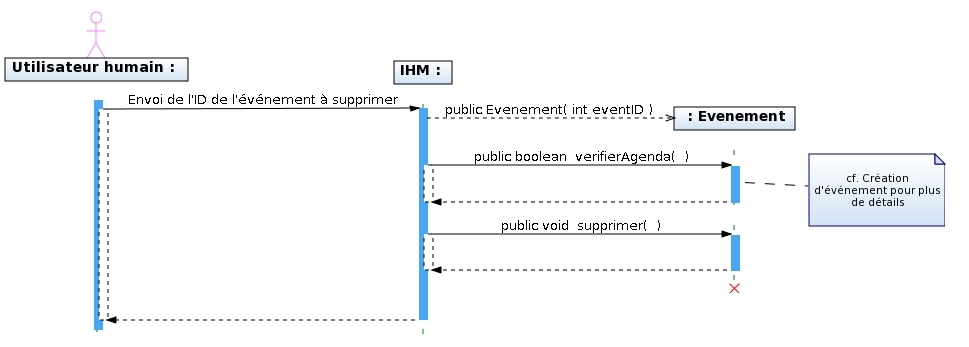 Utilisateur humain :
IHM :
Envoi de l'ID de l'événement à supprimer
public Evenement( int eventID )
: Evenement
public boolean verifierAgenda( )
cf. Création
d'événement pour plus
de détails
public void supprimer( )